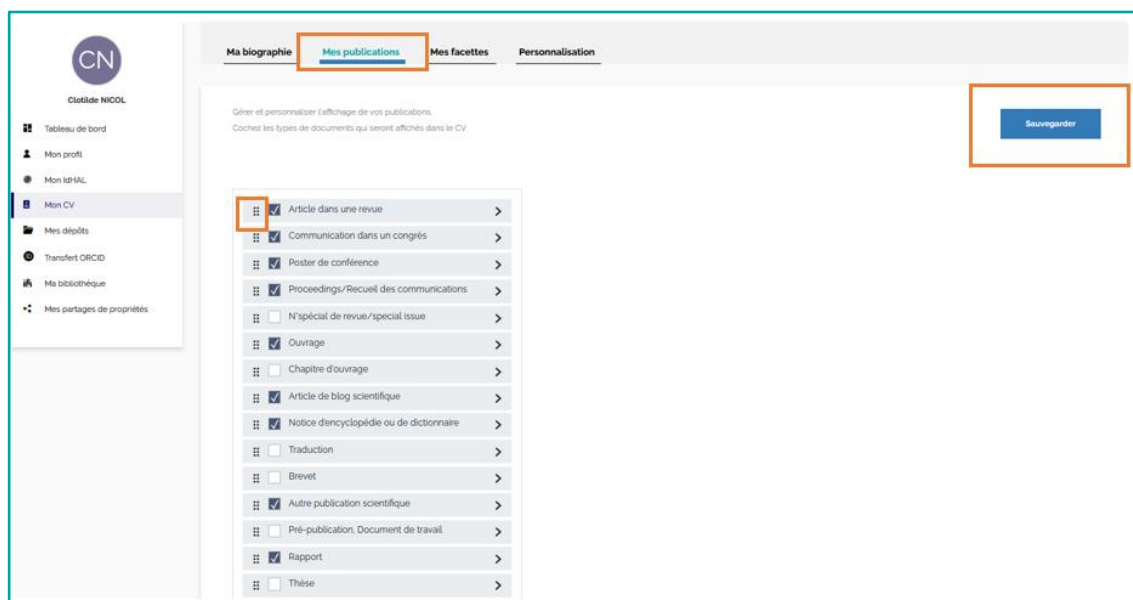 CN
Clotilde NICOL
Tableau de bord
Mon profil
Mon IdHAL
Mon CV
Mes dépôts
Transfert ORCID
Ma bibliothèque
Mes partages de propriétés
Ma biographie
Mes publications
Mes facettes
Personnalisation
Gérer et personnaliser l'affichage de vos publications.
Cochez les types de documents qui seront affichés dans le CV.
Sauvegarder
Article dans une revue
Communication dans un congrès
Poster de conférence
Proceedings/Recueil des communications
N°spécial de revue/special issue
Ouvrage
Chapitre d'ouvrage
Article de blog scientifique
Notice d'encyclopédie ou de dictionnaire
Traduction
Brevet
Autre publication scientifique
Pré-publication, Document de travail
Rapport
Thèse